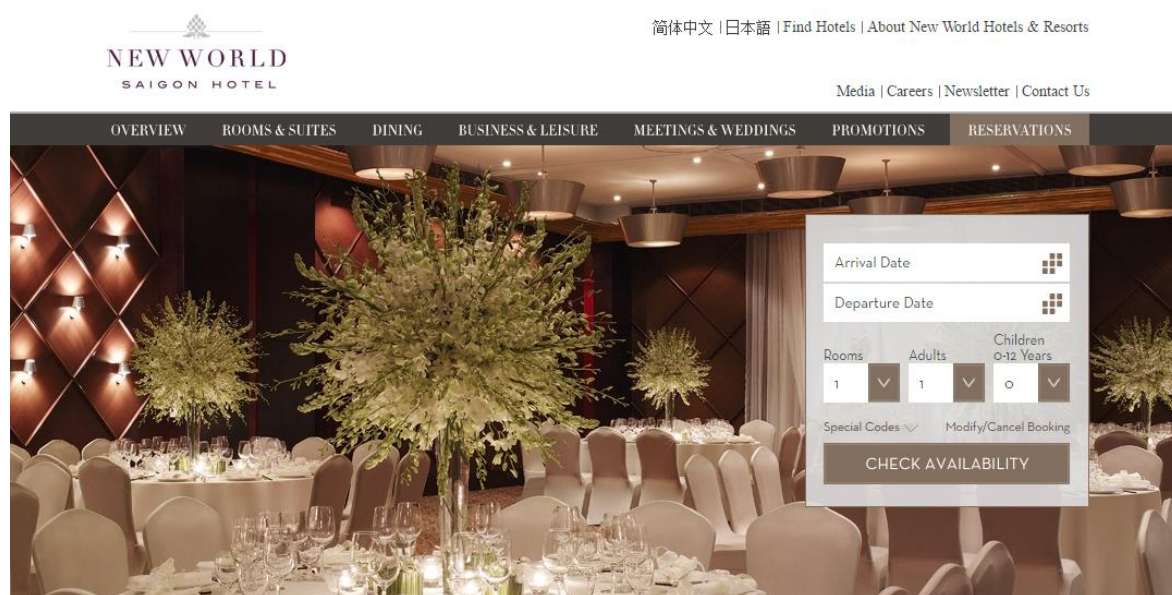 简体中文 | 日本語 | Find Hotels | About New World Hotels & Resorts
NEW WORLD
SAIGON HOTEL
Media | Careers | Newsletter | Contact Us
OVERVIEW ROOMS & SUITES DINING BUSINESS & LEISURE MEETINGS & WEDDINGS PROMOTIONS RESERVATIONS
Arrival Date
Departure Date
Rooms Adults Children 0-12 Years
1 1 0
Special Codes Modify/Cancel Booking
CHECK AVAILABILITY